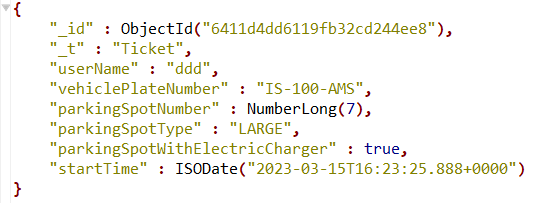 {
"_id" : ObjectId("6411d4dd6119fb32cd244ee8"),
"_t" : "Ticket",
"userName" : "ddd",
"vehiclePlateNumber" : "IS-100-AMS",
"parkingSpotNumber" : NumberLong(7),
"parkingSpotType" : "LARGE",
"parkingSpotWithElectricCharger" : true,
"startTime" : ISODate("2023-03-15T16:23:25.888+0000")
}